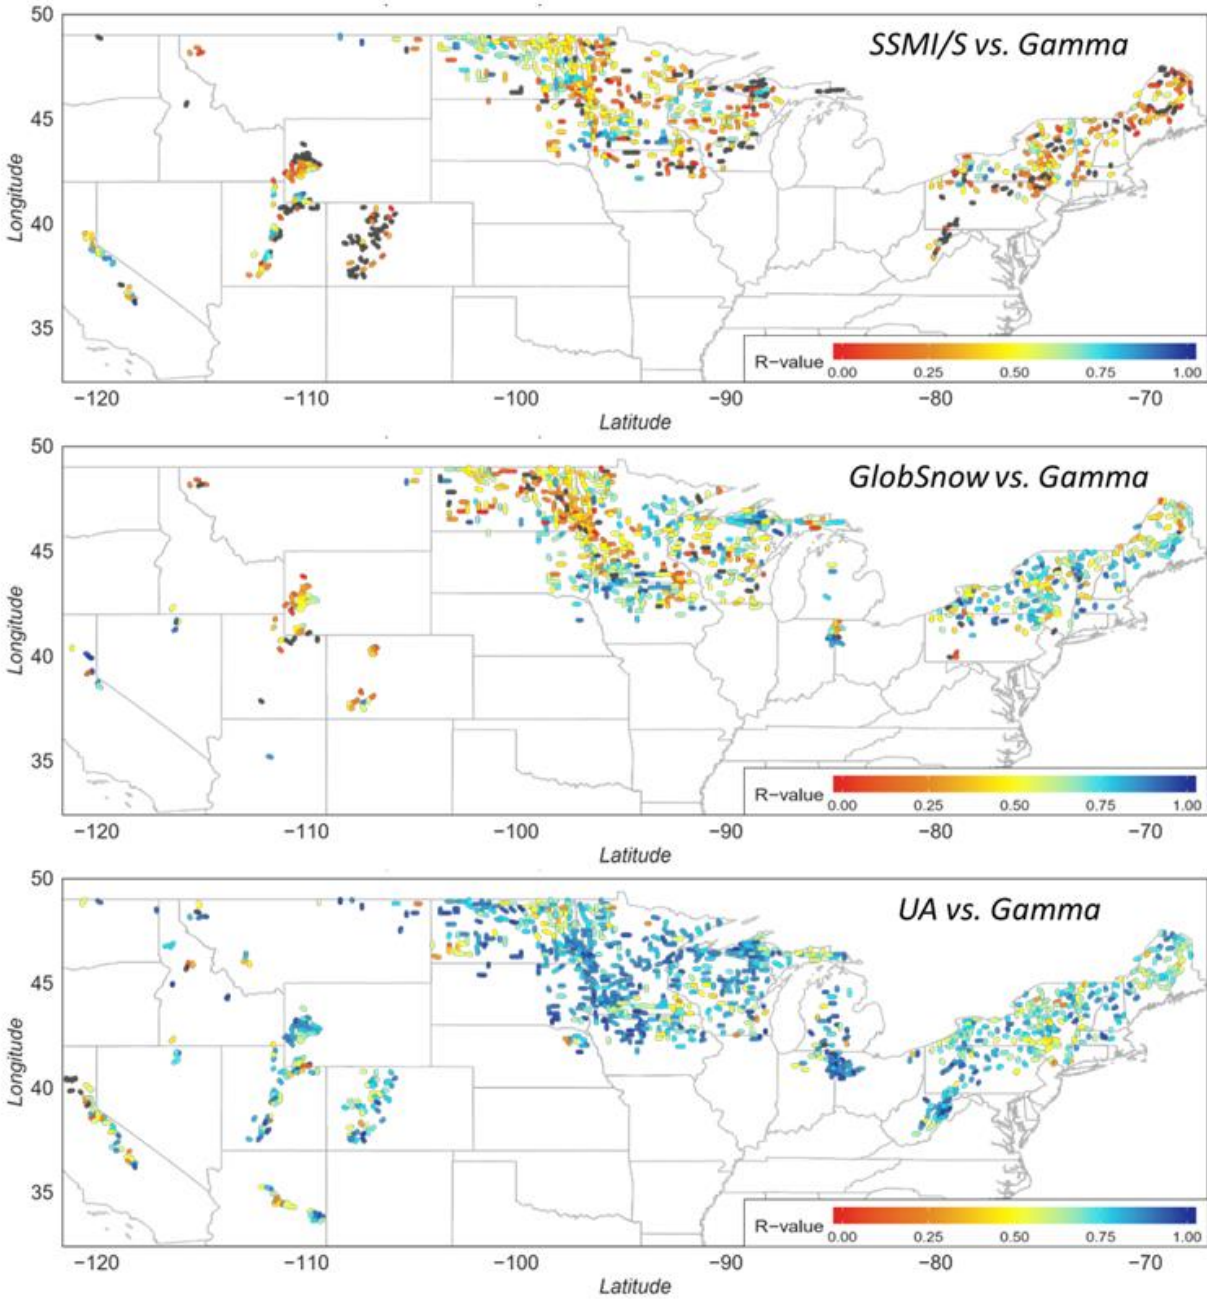 50
SSMI/S vs. Gamma
45
Longitude
40
35
R−value
0.00 0.25 0.50 0.75 1.00
−120 −110 −100 −90 −80 −70
Latitude
50
GlobSnow vs. Gamma
45
Longitude
40
35
R−value
0.00 0.25 0.50 0.75 1.00
−120 −110 −100 −90 −80 −70
Latitude
50
UA vs. Gamma
45
Longitude
40
35
R−value
0.00 0.25 0.50 0.75 1.00
−120 −110 −100 −90 −80 −70
Latitude